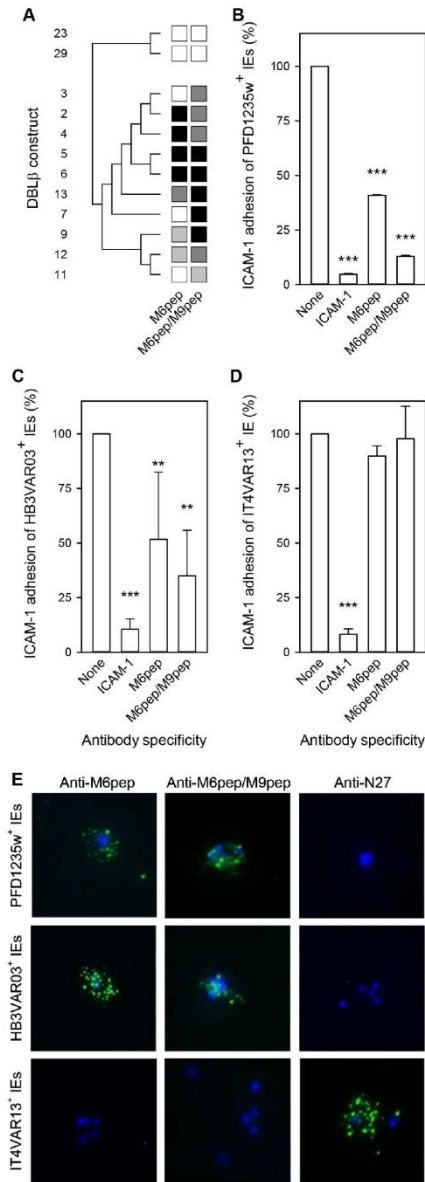 A
DBLβ construct
23
29
3
2
4
5
6
13
7
9
12
11
M6pep
M6pep/M9pep
B
ICAM-1 adhesion of PFD1235w+ IEs (%)
100
75
50
25
0
***
***
***
None
ICAM-1
M6pep
M6pep/M9pep
C
ICAM-1 adhesion of HB3VAR03+ IEs (%)
100
75
50
25
0
***
**
**
None
ICAM-1
M6pep
M6pep/M9pep
Antibody specificity
D
ICAM-1 adhesion of IT4VAR13+ IE (%)
100
75
50
25
0
***
None
ICAM-1
M6pep
M6pep/M9pep
Antibody specificity
E
Anti-M6pep Anti-M6pep/M9pep Anti-N27
PFD1235w+ IEs
HB3VAR03+ IEs
IT4VAR13+ IEs